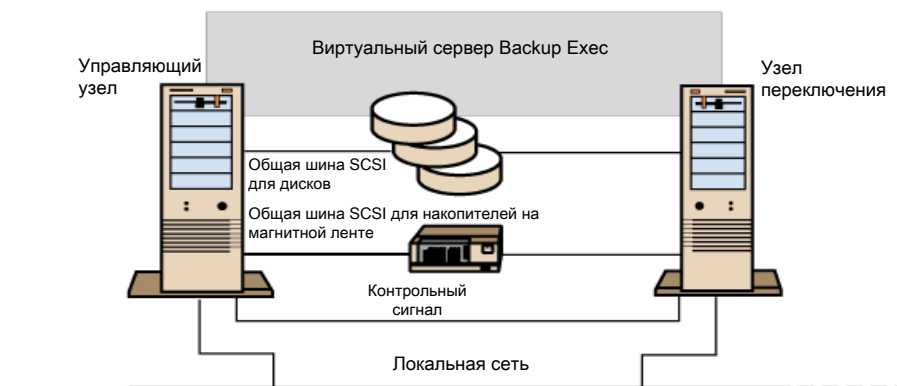 Виртуальный сервер Backup Exec
Управляющий
узел
Узел
переключения
Общая шина SCSI
для дисков
Общая шина SCSI для накопителей на
магнитной ленте
Контрольный
сигнал
Локальная сеть